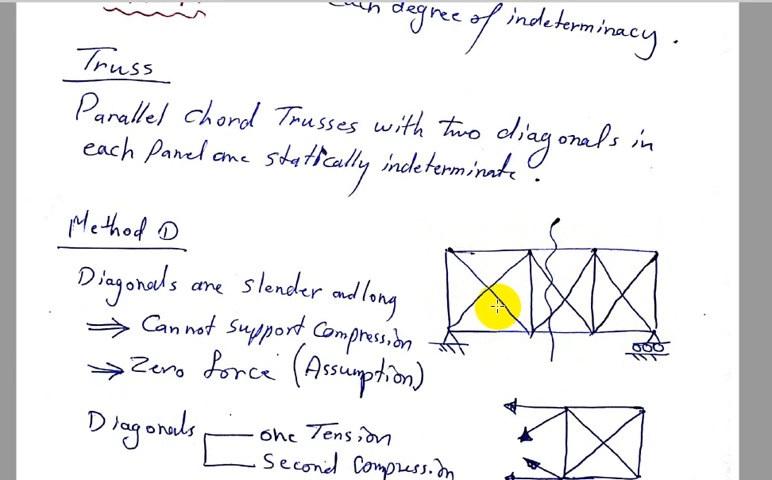 degree of indeterminacy.
Truss
Parallel chord Trusses with two diagonals in
each Panel are statically indeterminate.
Method ①
Diagonals are slender and long
⇒ Cannot support Compression
⇒ Zero force (Assumption)
Diagonals
one Tension
Second Compression